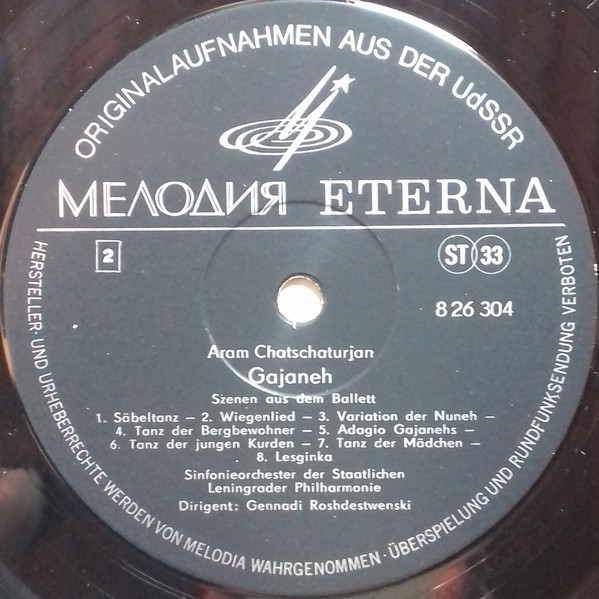 ORIGINALAUFNAHMEN AUS DER UdSSR
МЕЛОДИЯ ETERNA
2
ST 33
8 26 304
Aram Chatschaturjan
Gajaneh
Szenen aus dem Ballett
1. Säbeltanz – 2. Wiegenlied – 3. Variation der Nuneh –
4. Tanz der Bergbewohner – 5. Adagio Gajanehs –
6. Tanz der jungen Kurden – 7. Tanz der Mädchen –
8. Lesginka
Sinfonieorchester der Staatlichen
Leningrader Philharmonie
Dirigent: Gennadi Roshdestwenski
HERSTELLER- UND URHEBERRECHTE WERDEN VON MELODIA WAHRGENOMMEN · ÜBERSPIELUNG UND RUNDFUNKSENDUNG VERBOTEN